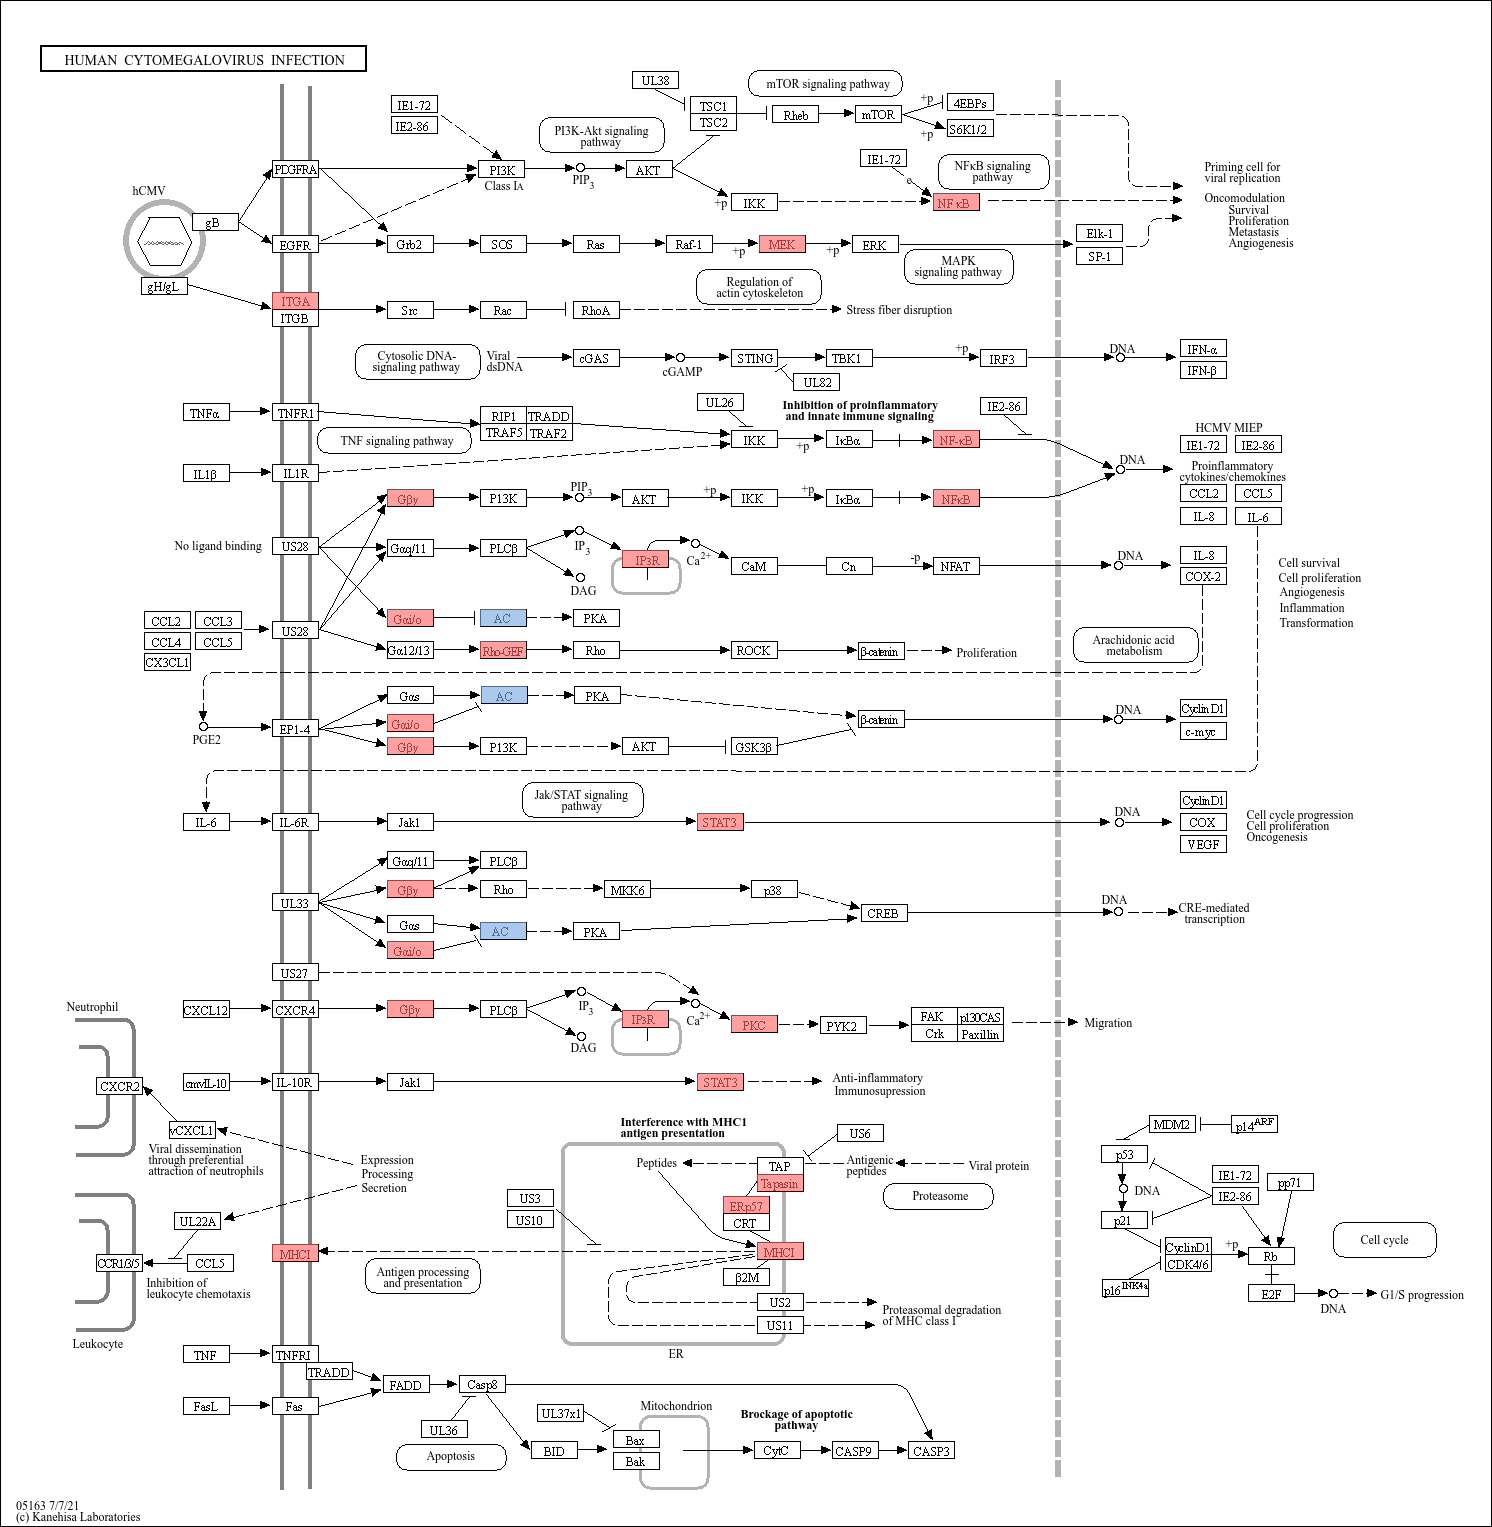 HUMAN CYTOMEGALOVIRUS INFECTION
UL38
mTOR signaling pathway
IE1-72
IE2-86
TSC1
TSC2
Rheb
mTOR
+p
4EBPs
S6K1/2
+p
PI3K-Akt signaling
pathway
hCMV
gB
PDGFRA
PI3K
Class IA
PIP3
AKT
IE1-72
NFκB signaling
pathway
e
+p
IKK
NFκB
Priming cell for
viral replication
Oncomodulation
Survival
Proliferation
Metastasis
Angiogenesis
EGFR
Grb2
SOS
Ras
Raf-1
+p
MEK
+p
ERK
Elk-1
SP-1
MAPK
signaling pathway
gH/gL
Regulation of
actin cytoskeleton
ITGA
ITGB
Src
Rac
RhoA
Stress fiber disruption
Cytosolic DNA-
signaling pathway
Viral
dsDNA
cGAS
cGAMP
STING
TBK1
+p
IRF3
DNA
IFN-α
IFN-β
UL82
UL26
Inhibition of proinflammatory
and innate immune signaling
IE2-86
TNFα
TNFR1
RIP1
TRADD
TRAF5
TRAF2
TNF signaling pathway
IKK
+p
IκBα
NF-κB
HCMV MIEP
IE1-72
IE2-86
DNA
Proinflammatory
cytokines/chemokines
CCL2
CCL5
IL-8
IL-6
IL1β
IL1R
Gβγ
P13K
PIP3
AKT
+p
IKK
+p
IκBα
NFκB
No ligand binding
US28
Gαq/11
PLCβ
IP3
DAG
IP3R
Ca2+
CaM
Cn
-p
NFAT
DNA
IL-8
COX-2
Cell survival
Cell proliferation
Angiogenesis
Inflammation
Transformation
CCL2
CCL3
CCL4
CCL5
CX3CL1
US28
Gαi/o
AC
PKA
Gα12/13
Rho-GEF
Rho
ROCK
β-catenin
Proliferation
Arachidonic acid
metabolism
PGE2
EP1-4
Gαs
AC
PKA
Gαi/o
Gβγ
P13K
AKT
GSK3β
β-catenin
DNA
CyclinD1
c-myc
Jak/STAT signaling
pathway
IL-6
IL-6R
Jak1
STAT3
DNA
CyclinD1
COX
VEGF
Cell cycle progression
Cell proliferation
Oncogenesis
UL33
Gαq/11
PLCβ
Gβγ
Rho
MKK6
p38
Gαs
AC
PKA
Gαi/o
CREB
DNA
CRE-mediated
transcription
US27
Neutrophil
CXCL12
CXCR4
Gβγ
PLCβ
IP3
DAG
IP3R
Ca2+
PKC
PYK2
FAK
p130CAS
Crk
Paxillin
Migration
CXCR2
cmvIL-10
IL-10R
Jak1
STAT3
Anti-inflammatory
Immunosupression
vCXCL1
Viral dissemination
through preferential
attraction of neutrophils
Expression
Processing
Secretion
Interference with MHC1
antigen presentation
US6
Peptides
TAP
Tapasin
Antigenic
peptides
Viral protein
Proteasome
US3
US10
ERp57
CRT
MHCI
β2M
US2
US11
Proteasomal degradation
of MHC class I
ER
MHCI
Antigen processing
and presentation
UL22A
CCR1/3/5
CCL5
Inhibition of
leukocyte chemotaxis
Leukocyte
MDM2
p14ARF
p53
DNA
p21
IE1-72
IE2-86
pp71
CyclinD1
CDK4/6
+p
Rb
p16INK4a
E2F
DNA
G1/S progression
Cell cycle
TNF
TNFRI
TRADD
FADD
Casp8
FasL
Fas
UL36
Apoptosis
UL37x1
Mitochondrion
Bax
Bak
BID
Brockage of apoptotic
pathway
CytC
CASP9
CASP3
05163 7/7/21
(c) Kanehisa Laboratories